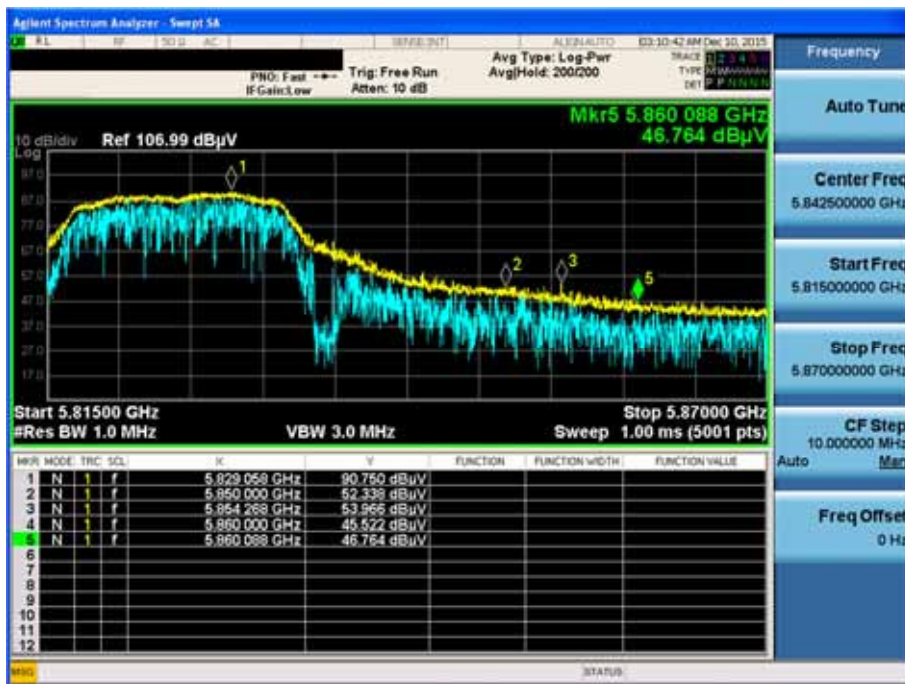 Agilent Spectrum Analyzer - Swept SA
RL RF 50 Ω AC SENSE:INT ALIGNAUTO 03:10:42 AM Dec 10, 2015
PNO: Fast
IFGain:Low
Trig: Free Run
Atten: 10 dB
Avg Type: Log-Pwr
Avg|Hold: 200/200
TRACE 1 2 3 4 5
TYPE
DET P P N N N N
Mkr5 5.860 088 GHz
46.764 dBµV
10 dB/div Ref 106.99 dBµV
Log
97.0
87.0
77.0
67.0
57.0
47.0
37.0
27.0
17.0
1
2
3
5
Start 5.81500 GHz Stop 5.87000 GHz
#Res BW 1.0 MHz VBW 3.0 MHz Sweep 1.00 ms (5001 pts)
MKR MODE TRC SCL X Y FUNCTION FUNCTION WIDTH FUNCTION VALUE
1 N 1 f 5.829 058 GHz 90.750 dBµV
2 N 1 f 5.850 000 GHz 52.338 dBµV
3 N 1 f 5.854 268 GHz 53.966 dBµV
4 N 1 f 5.860 000 GHz 45.522 dBµV
5 N 1 f 5.860 088 GHz 46.764 dBµV
6
7
8
9
10
11
12
MSG STATUS
Frequency
Auto Tune
Center Freq
5.842500000 GHz
Start Freq
5.815000000 GHz
Stop Freq
5.870000000 GHz
CF Step
10.000000 MHz
Auto Man
Freq Offset
0 Hz